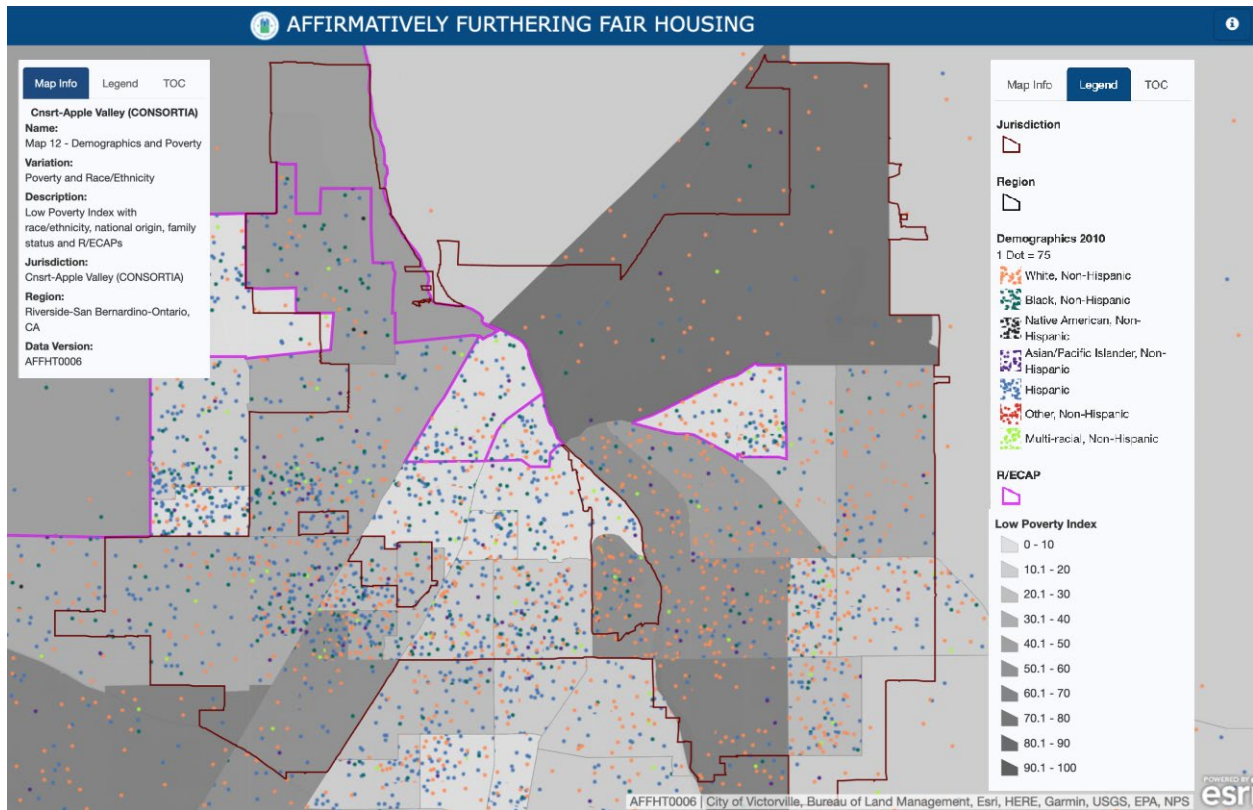 AFFIRMATIVELY FURTHERING FAIR HOUSING
Map Info Legend TOC
Cnsrt-Apple Valley (CONSORTIA)
Name:
Map 12 - Demographics and Poverty
Variation:
Poverty and Race/Ethnicity
Description:
Low Poverty Index with
race/ethnicity, national origin, family
status and R/ECAPs
Jurisdiction:
Cnsrt-Apple Valley (CONSORTIA)
Region:
Riverside-San Bernardino-Ontario,
CA
Data Version:
AFFHT0006
Map Info Legend TOC
Jurisdiction
Region
Demographics 2010
1 Dot = 75
White, Non-Hispanic
Black, Non-Hispanic
Native American, Non-
Hispanic
Asian/Pacific Islander, Non-
Hispanic
Hispanic
Other, Non-Hispanic
Multi-racial, Non-Hispanic
R/ECAP
Low Poverty Index
0 - 10
10.1 - 20
20.1 - 30
30.1 - 40
40.1 - 50
50.1 - 60
60.1 - 70
70.1 - 80
80.1 - 90
90.1 - 100
AFFHT0006 | City of Victorville, Bureau of Land Management, Esri, HERE, Garmin, USGS, EPA, NPS
POWERED BY
esri